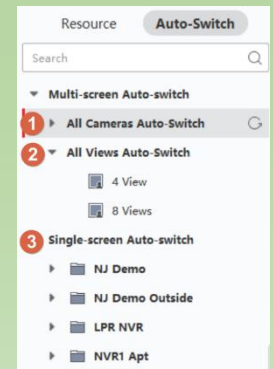 Resource Auto-Switch
Search
Multi-screen Auto-switch
1 All Cameras Auto-Switch
2 All Views Auto-Switch
4 View
8 Views
3 Single-screen Auto-switch
NJ Demo
NJ Demo Outside
LPR NVR
NVR1 Apt